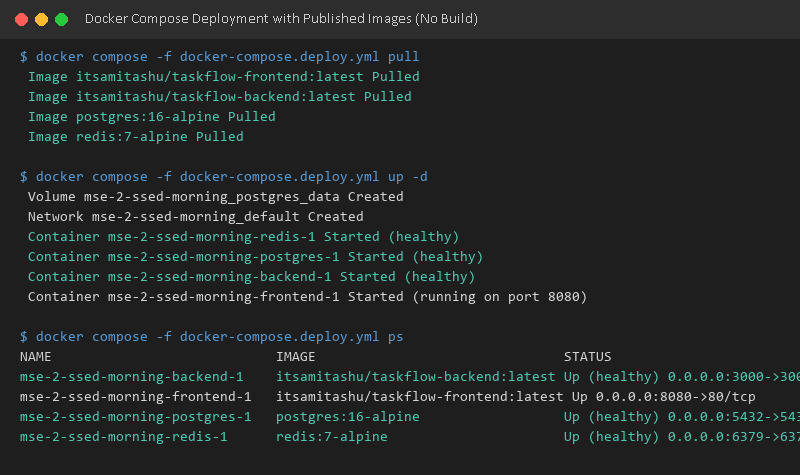 Docker Compose Deployment with Published Images (No Build)
$ docker compose -f docker-compose.deploy.yml pull
Image itsamitashu/taskflow-frontend:latest Pulled
Image itsamitashu/taskflow-backend:latest Pulled
Image postgres:16-alpine Pulled
Image redis:7-alpine Pulled
$ docker compose -f docker-compose.deploy.yml up -d
Volume mse-2-ssed-morning_postgres_data Created
Network mse-2-ssed-morning_default Created
Container mse-2-ssed-morning-redis-1 Started (healthy)
Container mse-2-ssed-morning-postgres-1 Started (healthy)
Container mse-2-ssed-morning-backend-1 Started (healthy)
Container mse-2-ssed-morning-frontend-1 Started (running on port 8080)
$ docker compose -f docker-compose.deploy.yml ps
NAME IMAGE STATUS
mse-2-ssed-morning-backend-1 itsamitashu/taskflow-backend:latest Up (healthy) 0.0.0.0:3000->300
mse-2-ssed-morning-frontend-1 itsamitashu/taskflow-frontend:latest Up 0.0.0.0:8080->80/tcp
mse-2-ssed-morning-postgres-1 postgres:16-alpine Up (healthy) 0.0.0.0:5432->543
mse-2-ssed-morning-redis-1 redis:7-alpine Up (healthy) 0.0.0.0:6379->637